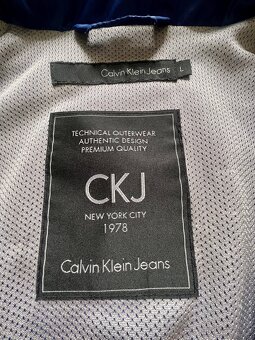 Calvin Klein Jeans L
TECHNICAL OUTERWEAR
AUTHENTIC DESIGN
PREMIUM QUALITY
CKJ
NEW YORK CITY
1978
Calvin Klein Jeans